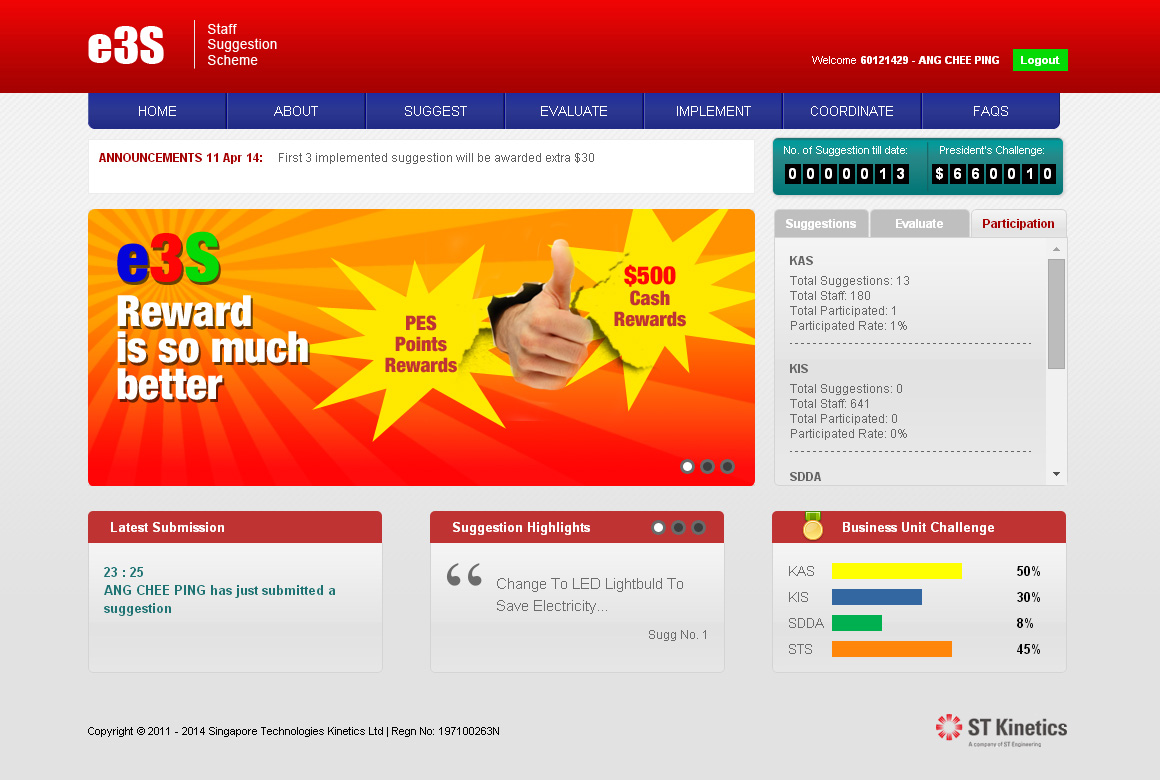 e3S
Staff
Suggestion
Scheme
Welcome 60121429 - ANG CHEE PING
Logout
HOME
ABOUT
SUGGEST
EVALUATE
IMPLEMENT
COORDINATE
FAQS
ANNOUNCEMENTS 11 Apr 14: First 3 implemented suggestion will be awarded extra $30
No. of Suggestion till date:
0000013
President's Challenge:
$660010
e3S
Reward
is so much
better
PES
Points
Rewards
$500
Cash
Rewards
Suggestions
Evaluate
Participation
KAS
Total Suggestions: 13
Total Staff: 180
Total Participated: 1
Participated Rate: 1%
KIS
Total Suggestions: 0
Total Staff: 641
Total Participated: 0
Participated Rate: 0%
SDDA
Latest Submission
23 : 25
ANG CHEE PING has just submitted a
suggestion
Suggestion Highlights
“ Change To LED Lightbuld To
Save Electricity...
Sugg No. 1
Business Unit Challenge
KAS 50%
KIS 30%
SDDA 8%
STS 45%
Copyright © 2011 - 2014 Singapore Technologies Kinetics Ltd | Regn No: 197100263N
ST Kinetics
A company of ST Engineering